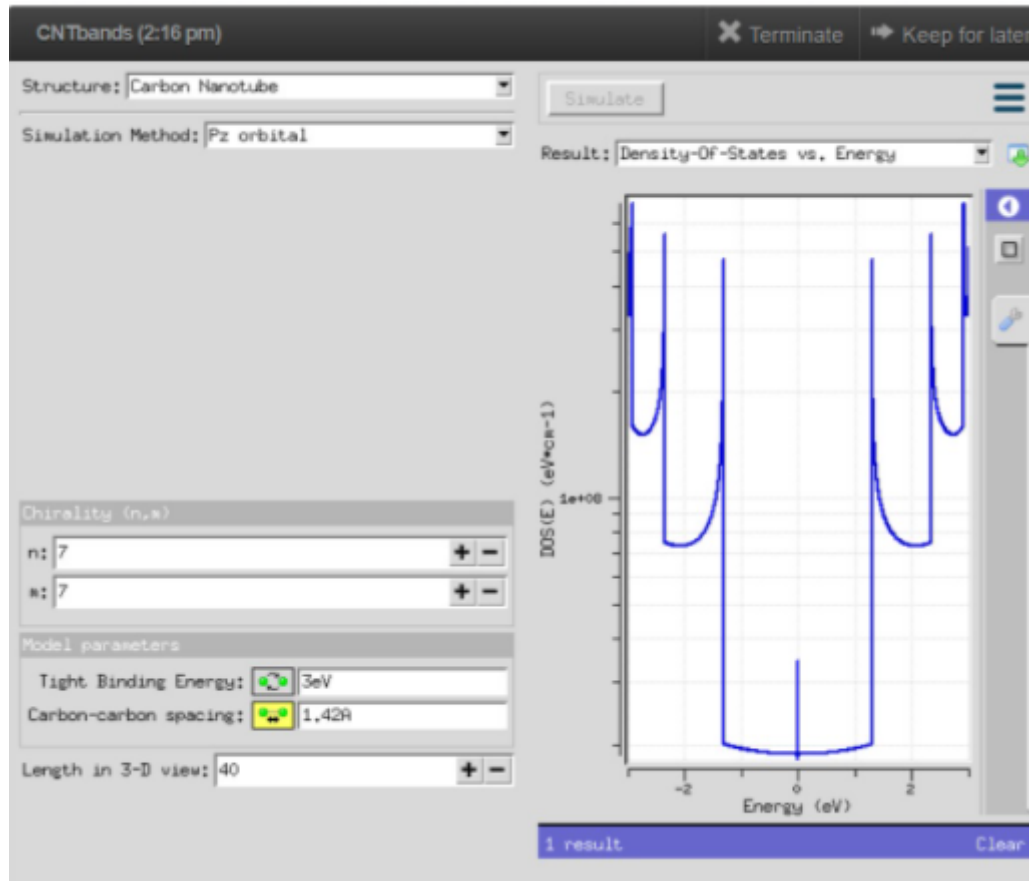 CNTbands (2:16 pm)
Terminate
Keep for later
Structure: Carbon Nanotube
Simulation Method: Pz orbital
Simulate
Result: Density-Of-States vs. Energy
DOS(E) (eV*cm-1)
1e+08
-2
0
2
Energy (eV)
Chirality (n,m)
n: 7
m: 7
Model parameters
Tight Binding Energy: 3eV
Carbon-carbon spacing: 1.42A
Length in 3-D view: 40
1 result
Clear